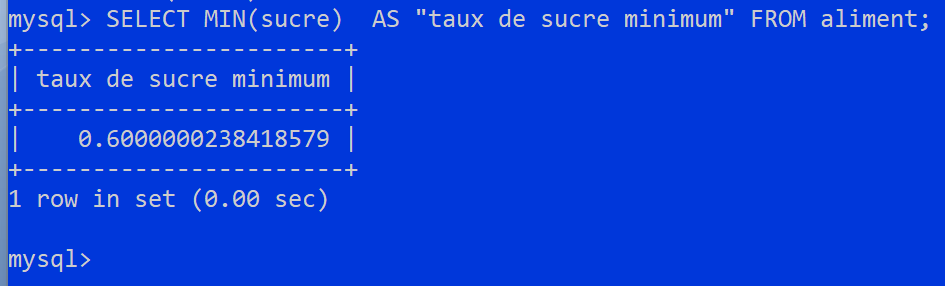 mysql> SELECT MIN(sucre)  AS "taux de sucre minimum" FROM aliment;
+-----------------------+
| taux de sucre minimum |
+-----------------------+
|    0.6000000238418579 |
+-----------------------+
1 row in set (0.00 sec)
mysql>